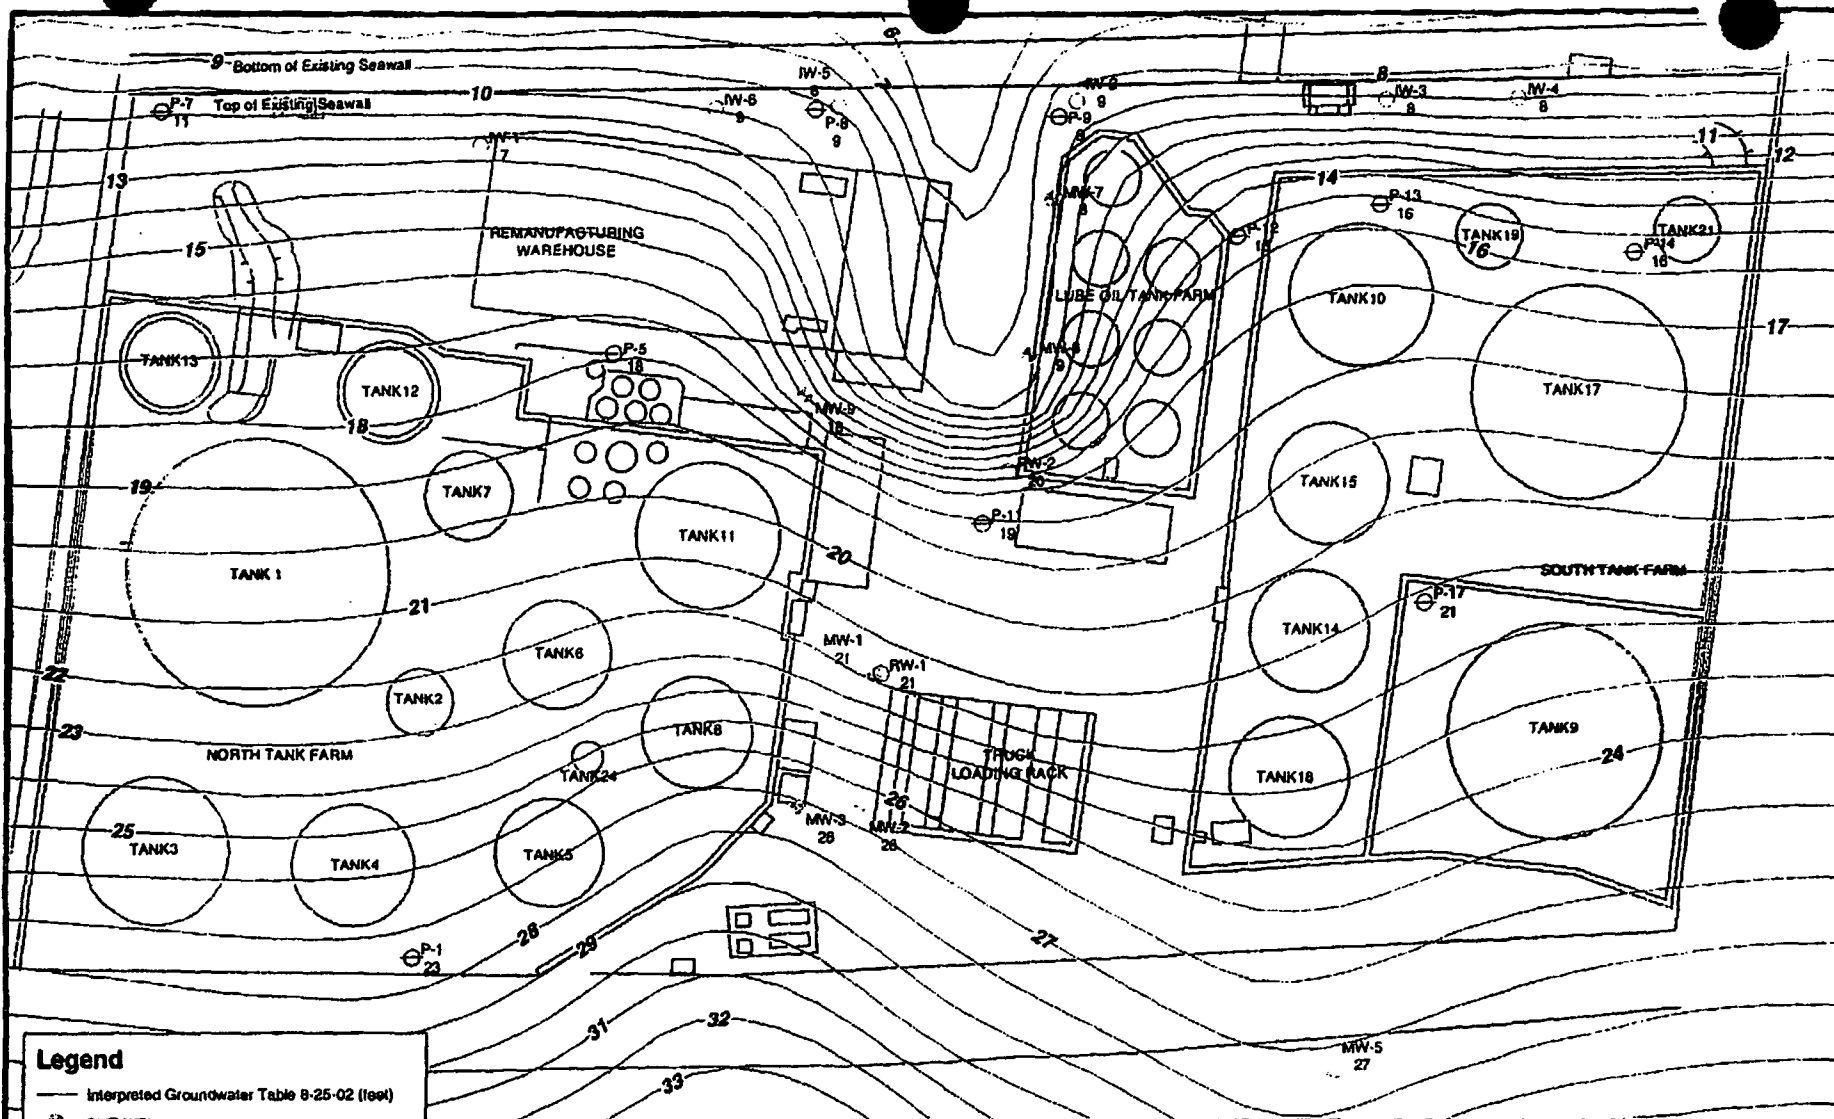 6
9
Bottom of Existing Seawall
7
8
10
IW-5
8
IW-6
9
P-8
9
9
P-9
8
IW-3
8
IW-4
8
P-7
11
Top of Existing Seawall
IW-1
7
11
12
13
14
P-13
16
MW-7
8
P-12
15
REMANUFACTURING
WAREHOUSE
15
TANK19
16
TANK21
P-14
16
TANK10
LUBE OIL TANK FARM
17
TANK13
P-5
18
MW-8
9
TANK12
TANK17
MW-9
18
18
RW-2
20
19
TANK7
TANK15
P-11
19
TANK11
20
TANK 1
SOUTH TANK FARM
21
P-17
21
TANK14
MW-1
21
TANK6
RW-1
21
22
TANK2
23
TANK8
TANK9
24
NORTH TANK FARM
TRUCK
LOADING RACK
TANK24
TANK18
26
25
TANK3
MW-3
26
MW-2
26
TANK4
TANK5
28
29
27
P-1
23
31
32
33
MW-5
27
Legend
Interpreted Groundwater Table 8-25-02 (feet)